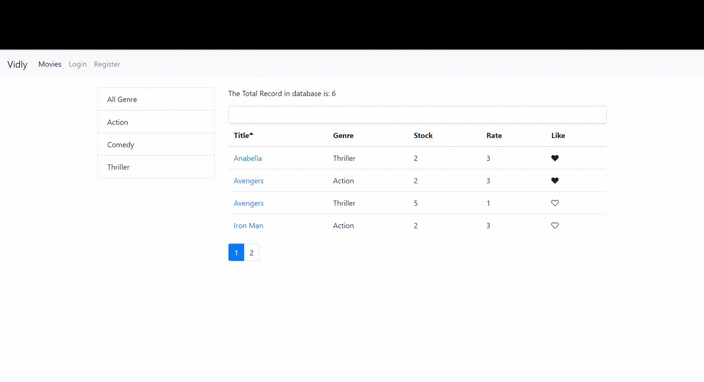 Vidly Movies Login Register
All Genre
Action
Comedy
Thriller
The Total Record in database is: 6
Title Genre Stock Rate Like
Anabella Thriller 2 3
Avengers Action 2 3
Avengers Thriller 5 1
Iron Man Action 2 3
1 2